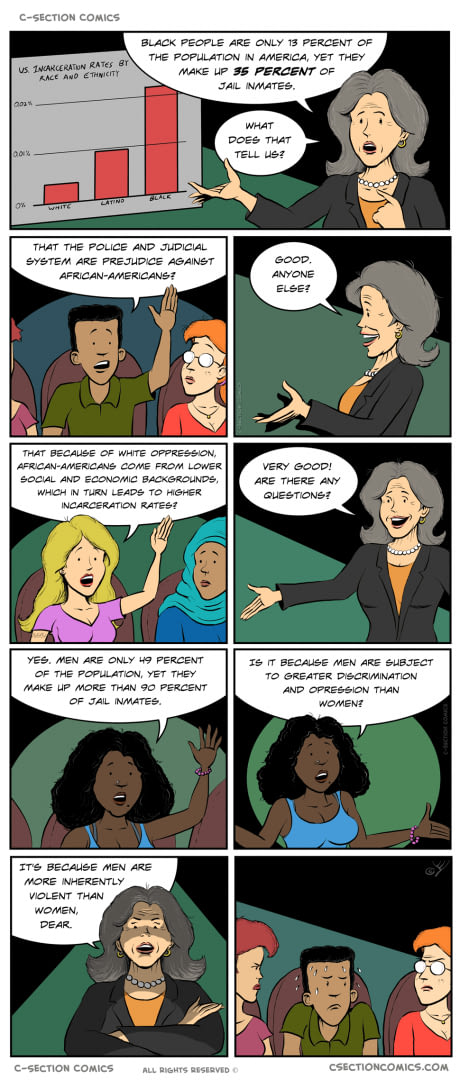 C-SECTION COMICS
BLACK PEOPLE ARE ONLY 13 PERCENT OF
THE POPULATION IN AMERICA, YET THEY
MAKE UP 35 PERCENT OF
JAIL INMATES.
U.S. INCARCERATION RATES BY
RACE AND ETHNICITY
0.02%
0.01%
0%
WHITE
LATINO
BLACK
WHAT
DOES THAT
TELL US?
THAT THE POLICE AND JUDICIAL
SYSTEM ARE PREJUDICE AGAINST
AFRICAN-AMERICANS?
GOOD.
ANYONE
ELSE?
C-SECTION COMICS
THAT BECAUSE OF WHITE OPPRESSION,
AFRICAN-AMERICANS COME FROM LOWER
SOCIAL AND ECONOMIC BACKGROUNDS,
WHICH IN TURN LEADS TO HIGHER
INCARCERATION RATES?
VERY GOOD!
ARE THERE ANY
QUESTIONS?
YES. MEN ARE ONLY 49 PERCENT
OF THE POPULATION, YET THEY
MAKE UP MORE THAN 90 PERCENT
OF JAIL INMATES.
IS IT BECAUSE MEN ARE SUBJECT
TO GREATER DISCRIMINATION
AND OPRESSION THAN
WOMEN?
C-SECTION COMICS
IT'S BECAUSE MEN ARE
MORE INHERENTLY
VIOLENT THAN
WOMEN,
DEAR.
C-SECTION COMICS
ALL RIGHTS RESERVED ©
CSECTIONCOMICS.COM